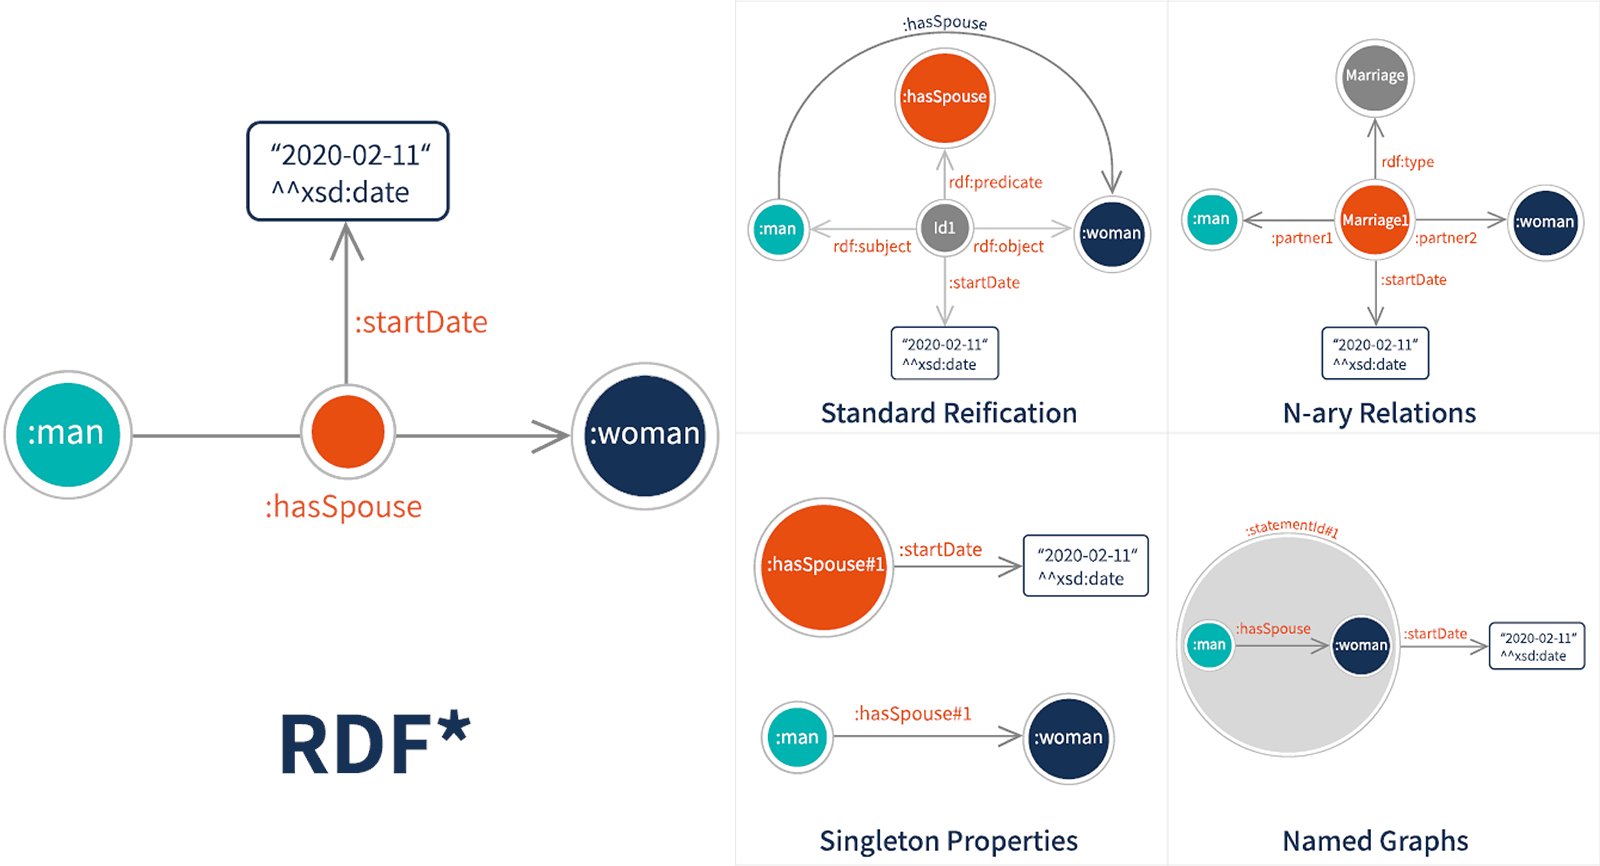 “2020-02-11“
^^xsd:date
:startDate
:man
:woman
:hasSpouse
RDF*
:hasSpouse
:hasSpouse
rdf:predicate
:man
Id1
:woman
rdf:subject
rdf:object
:startDate
“2020-02-11“
^^xsd:date
Standard Reification
Marriage
rdf:type
:man
Marriage1
:woman
:partner1
:partner2
:startDate
“2020-02-11“
^^xsd:date
N-ary Relations
:hasSpouse#1
:startDate
“2020-02-11“
^^xsd:date
:hasSpouse#1
:man
:woman
Singleton Properties
:statementId#1
:man
:hasSpouse
:woman
:startDate
“2020-02-11“
^^xsd:date
Named Graphs